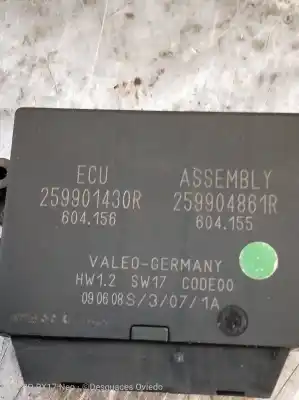 ECU ASSEMBLY
259901430R 259904861R
604.156 604.155
VALEO-GERMANY
HW1.2 SW17 CODE00
090608S/3/07/1A
Desguaces Oviedo